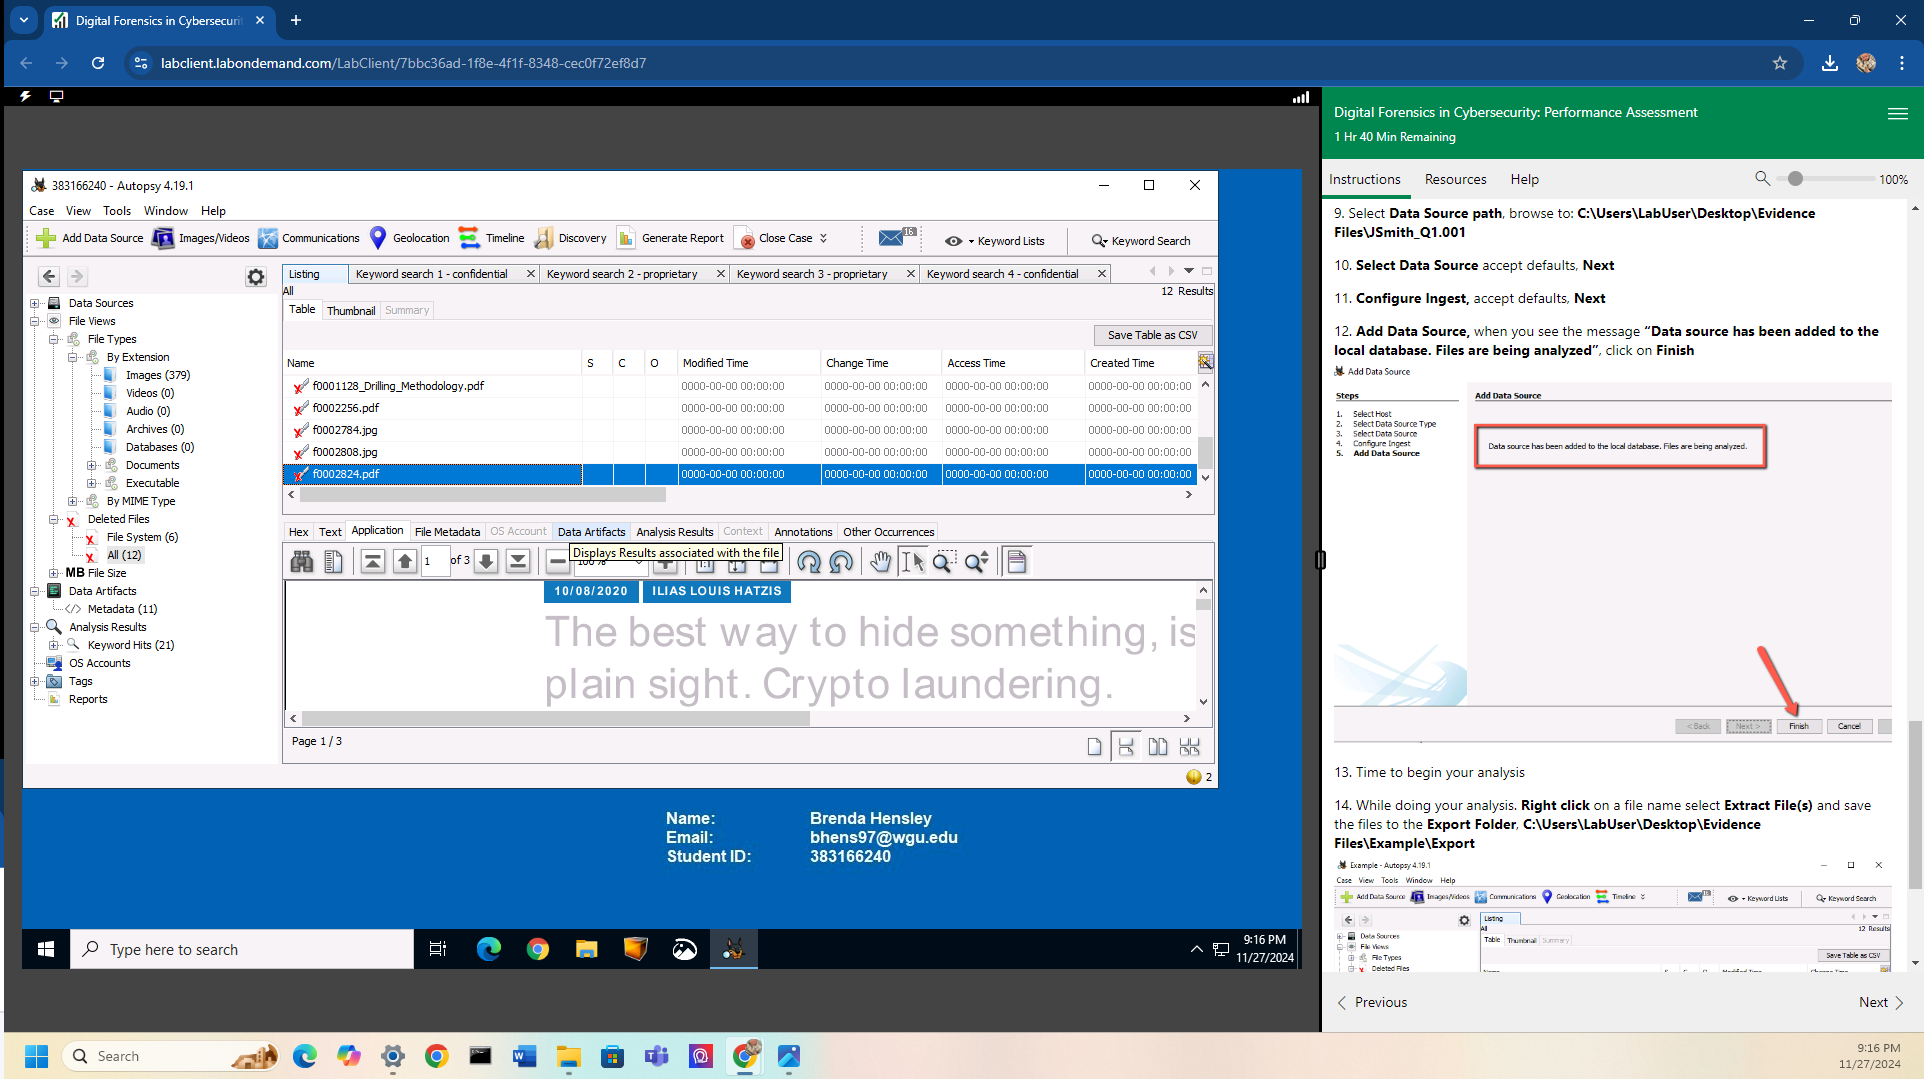 Digital Forensics in Cybersecuri
labclient.labondemand.com/LabClient/7bbc36ad-1f8e-4f1f-8348-cec0f72ef8d7
383166240 - Autopsy 4.19.1
Case View Tools Window Help
Add Data Source Images/Videos Communications Geolocation Timeline Discovery Generate Report Close Case 16 Keyword Lists Keyword Search
Data Sources
File Views
File Types
By Extension
Images (379)
Videos (0)
Audio (0)
Archives (0)
Databases (0)
Documents
Executable
By MIME Type
Deleted Files
File System (6)
All (12)
MB File Size
Data Artifacts
Metadata (11)
Analysis Results
Keyword Hits (21)
OS Accounts
Tags
Reports
Listing Keyword search 1 - confidential Keyword search 2 - proprietary Keyword search 3 - proprietary Keyword search 4 - confidential
All 12 Results
Table Thumbnail Summary
Save Table as CSV
Name S C O Modified Time Change Time Access Time Created Time
f0001128_Drilling_Methodology.pdf 0000-00-00 00:00:00 0000-00-00 00:00:00 0000-00-00 00:00:00 0000-00-00 00:00:00
f0002256.pdf 0000-00-00 00:00:00 0000-00-00 00:00:00 0000-00-00 00:00:00 0000-00-00 00:00:00
f0002784.jpg 0000-00-00 00:00:00 0000-00-00 00:00:00 0000-00-00 00:00:00 0000-00-00 00:00:00
f0002808.jpg 0000-00-00 00:00:00 0000-00-00 00:00:00 0000-00-00 00:00:00 0000-00-00 00:00:00
f0002824.pdf 0000-00-00 00:00:00 0000-00-00 00:00:00 0000-00-00 00:00:00 0000-00-00 00:00:00
Hex Text Application File Metadata OS Account Data Artifacts Analysis Results Context Annotations Other Occurrences
Displays Results associated with the file
1 of 3
10/08/2020 ILIAS LOUIS HATZIS
The best way to hide something, is
plain sight. Crypto laundering.
Page 1 / 3
2
Name: Brenda Hensley
Email: bhens97@wgu.edu
Student ID: 383166240
Type here to search
9:16 PM
11/27/2024
Digital Forensics in Cybersecurity: Performance Assessment
1 Hr 40 Min Remaining
Instructions Resources Help 100%
9. Select Data Source path, browse to: C:\Users\LabUser\Desktop\Evidence
Files\JSmith_Q1.001
10. Select Data Source accept defaults, Next
11. Configure Ingest, accept defaults, Next
12. Add Data Source, when you see the message “Data source has been added to the
local database. Files are being analyzed”, click on Finish
Add Data Source
Steps
1. Select Host
2. Select Data Source Type
3. Select Data Source
4. Configure Ingest
5. Add Data Source
Add Data Source
Data source has been added to the local database. Files are being analyzed.
< Back Next > Finish Cancel
13. Time to begin your analysis
14. While doing your analysis. Right click on a file name select Extract File(s) and save
the files to the Export Folder, C:\Users\LabUser\Desktop\Evidence
Files\Example\Export
Example - Autopsy 4.19.1
Case View Tools Window Help
Add Data Source Images/Videos Communications Geolocation Timeline Keyword Lists Keyword Search
Data Sources
File Views
File Types
Deleted Files
Listing
All 12 Results
Table Thumbnail Summary
Save Table as CSV
Previous Next
Search
9:16 PM
11/27/2024